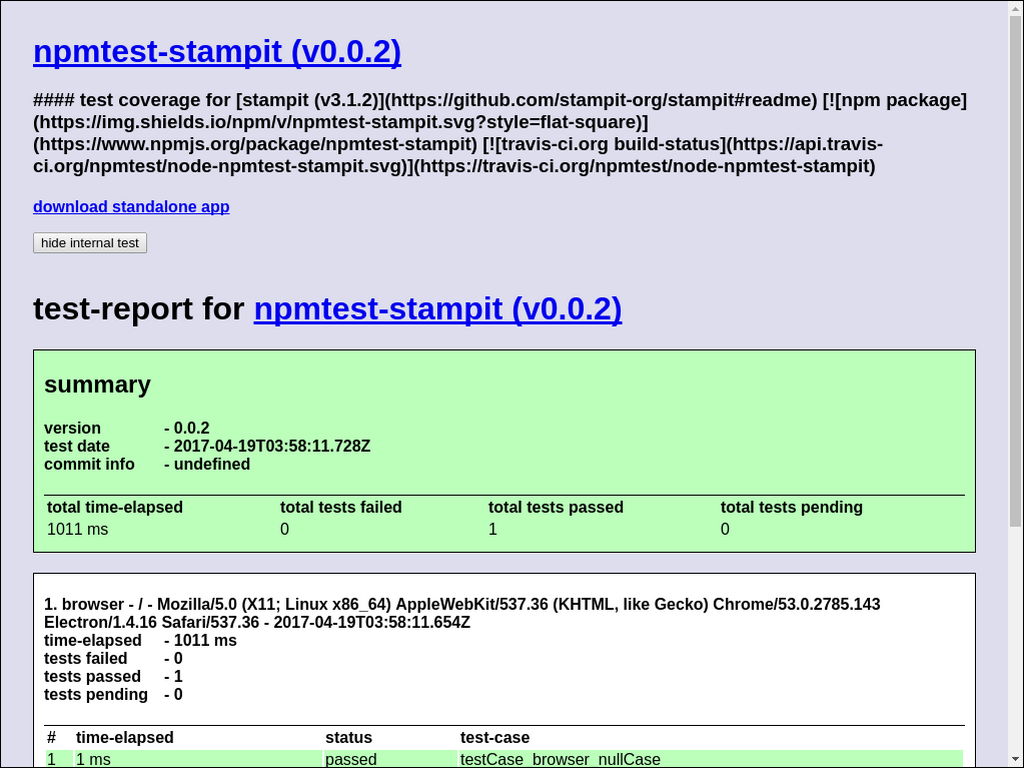 npmtest-stampit (v0.0.2)
#### test coverage for [stampit (v3.1.2)](https://github.com/stampit-org/stampit#readme) [![npm package]
(https://img.shields.io/npm/v/npmtest-stampit.svg?style=flat-square)]
(https://www.npmjs.org/package/npmtest-stampit) [![travis-ci.org build-status](https://api.travis-
ci.org/npmtest/node-npmtest-stampit.svg)](https://travis-ci.org/npmtest/node-npmtest-stampit)
download standalone app
hide internal test
test-report for npmtest-stampit (v0.0.2)
summary
version - 0.0.2
test date - 2017-04-19T03:58:11.728Z
commit info - undefined
total time-elapsed total tests failed total tests passed total tests pending
1011 ms 0 1 0
1. browser - / - Mozilla/5.0 (X11; Linux x86_64) AppleWebKit/537.36 (KHTML, like Gecko) Chrome/53.0.2785.143
Electron/1.4.16 Safari/537.36 - 2017-04-19T03:58:11.654Z
time-elapsed - 1011 ms
tests failed - 0
tests passed - 1
tests pending - 0
# time-elapsed status test-case
1 1 ms passed testCase_browser_nullCase